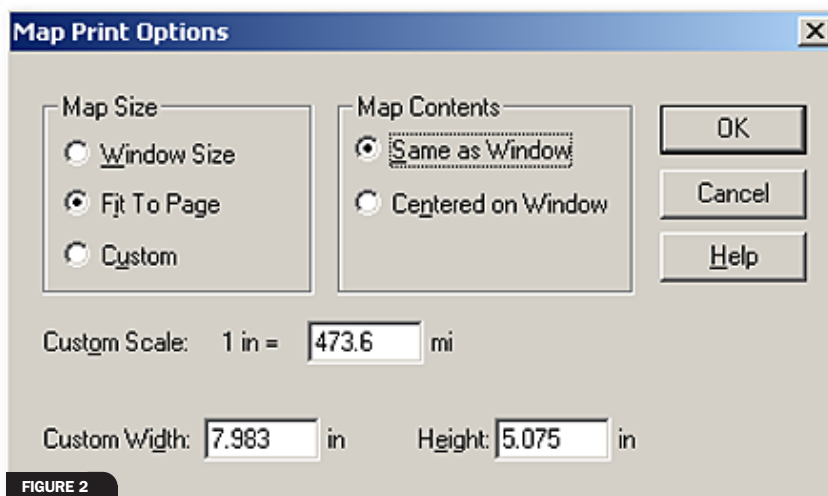 Map Print Options
Map Size
Window Size
Fit To Page
Custom
Map Contents
Same as Window
Centered on Window
OK
Cancel
Help
Custom Scale: 1 in = 473.6 mi
Custom Width: 7.983 in Height: 5.075 in
FIGURE 2